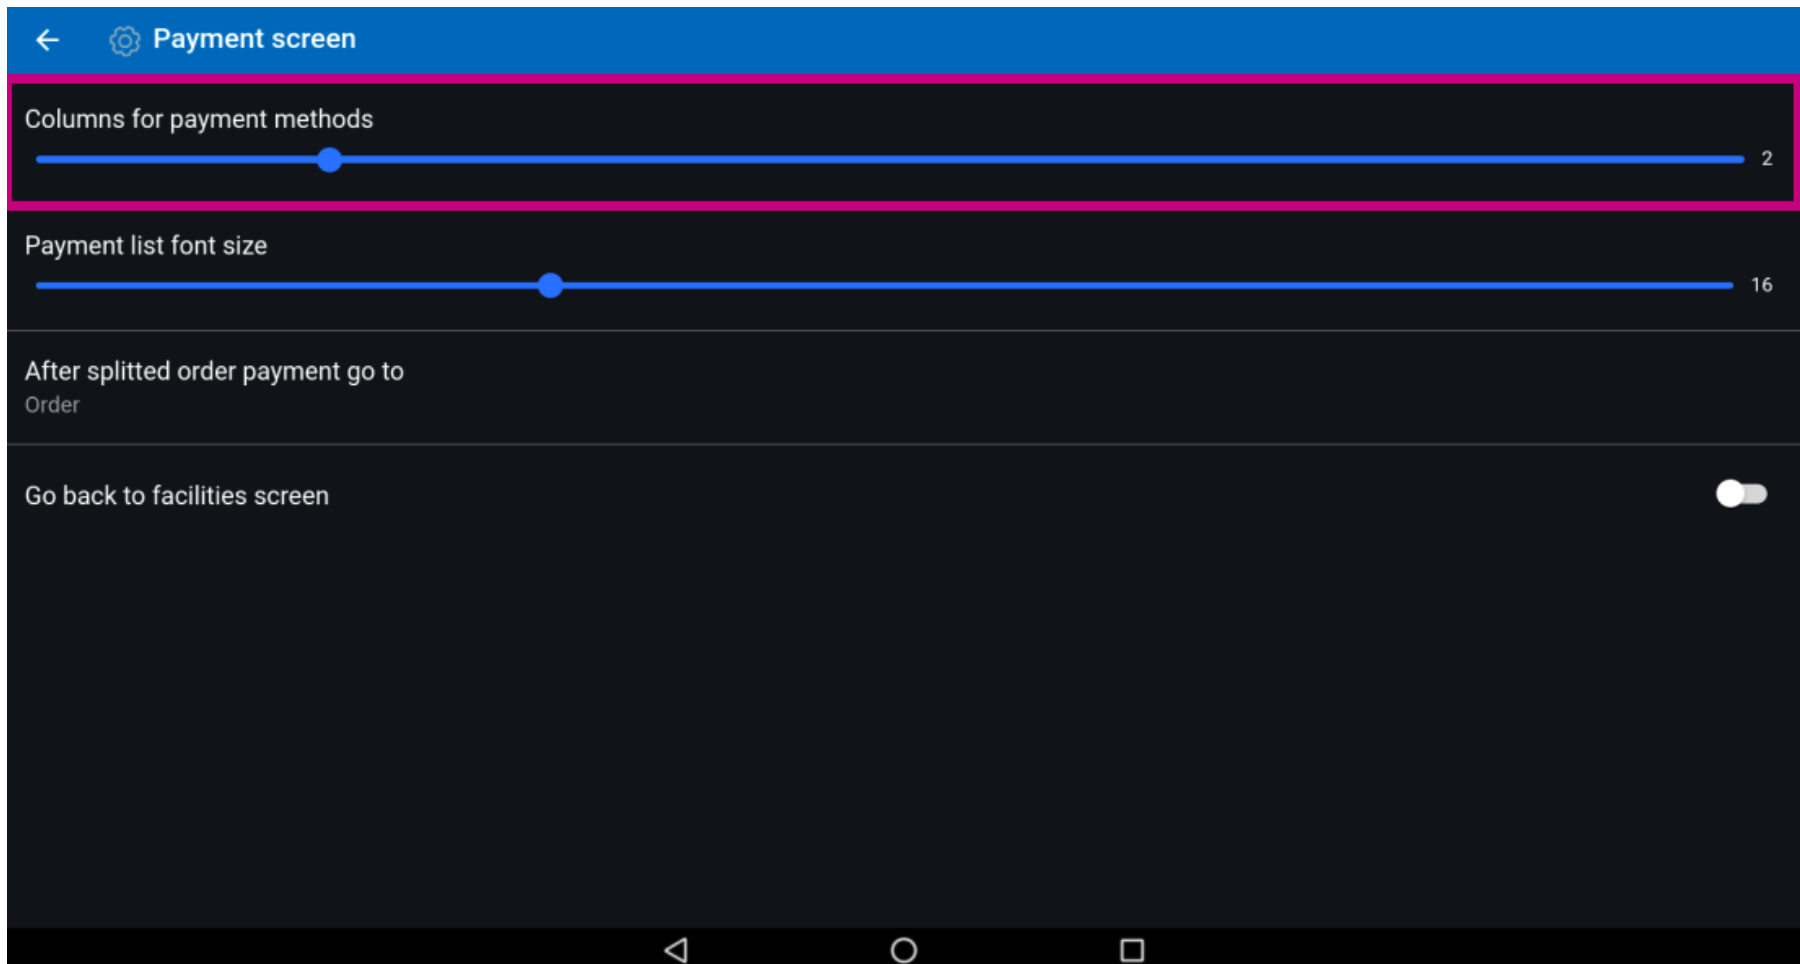 Payment screen
Columns for payment methods
2
Payment list font size
16
After splitted order payment go to
Order
Go back to facilities screen